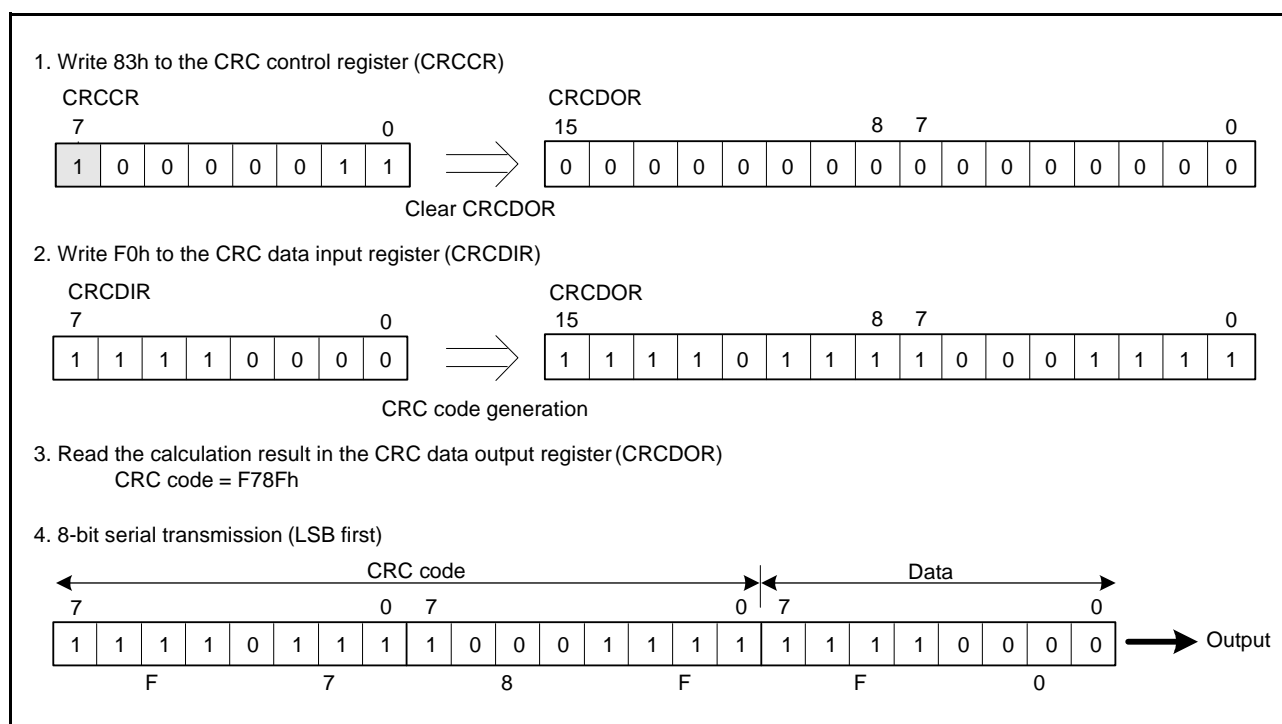 1. Write 83h to the CRC control register (CRCCR)
CRCCR CRCDOR
7 0 15 8 7 0
1 0 0 0 0 0 1 1 0 0 0 0 0 0 0 0 0 0 0 0 0 0 0 0
Clear CRCDOR
2. Write F0h to the CRC data input register (CRCDIR)
CRCDIR CRCDOR
7 0 15 8 7 0
1 1 1 1 0 0 0 0 1 1 1 1 0 1 1 1 1 0 0 0 1 1 1 1
CRC code generation
3. Read the calculation result in the CRC data output register (CRCDOR)
CRC code = F78Fh
4. 8-bit serial transmission (LSB first)
CRC code Data
7 0 7 0 7 0
1 1 1 1 0 1 1 1 1 0 0 0 1 1 1 1 1 1 1 1 0 0 0 0 Output
F 7 8 F F 0